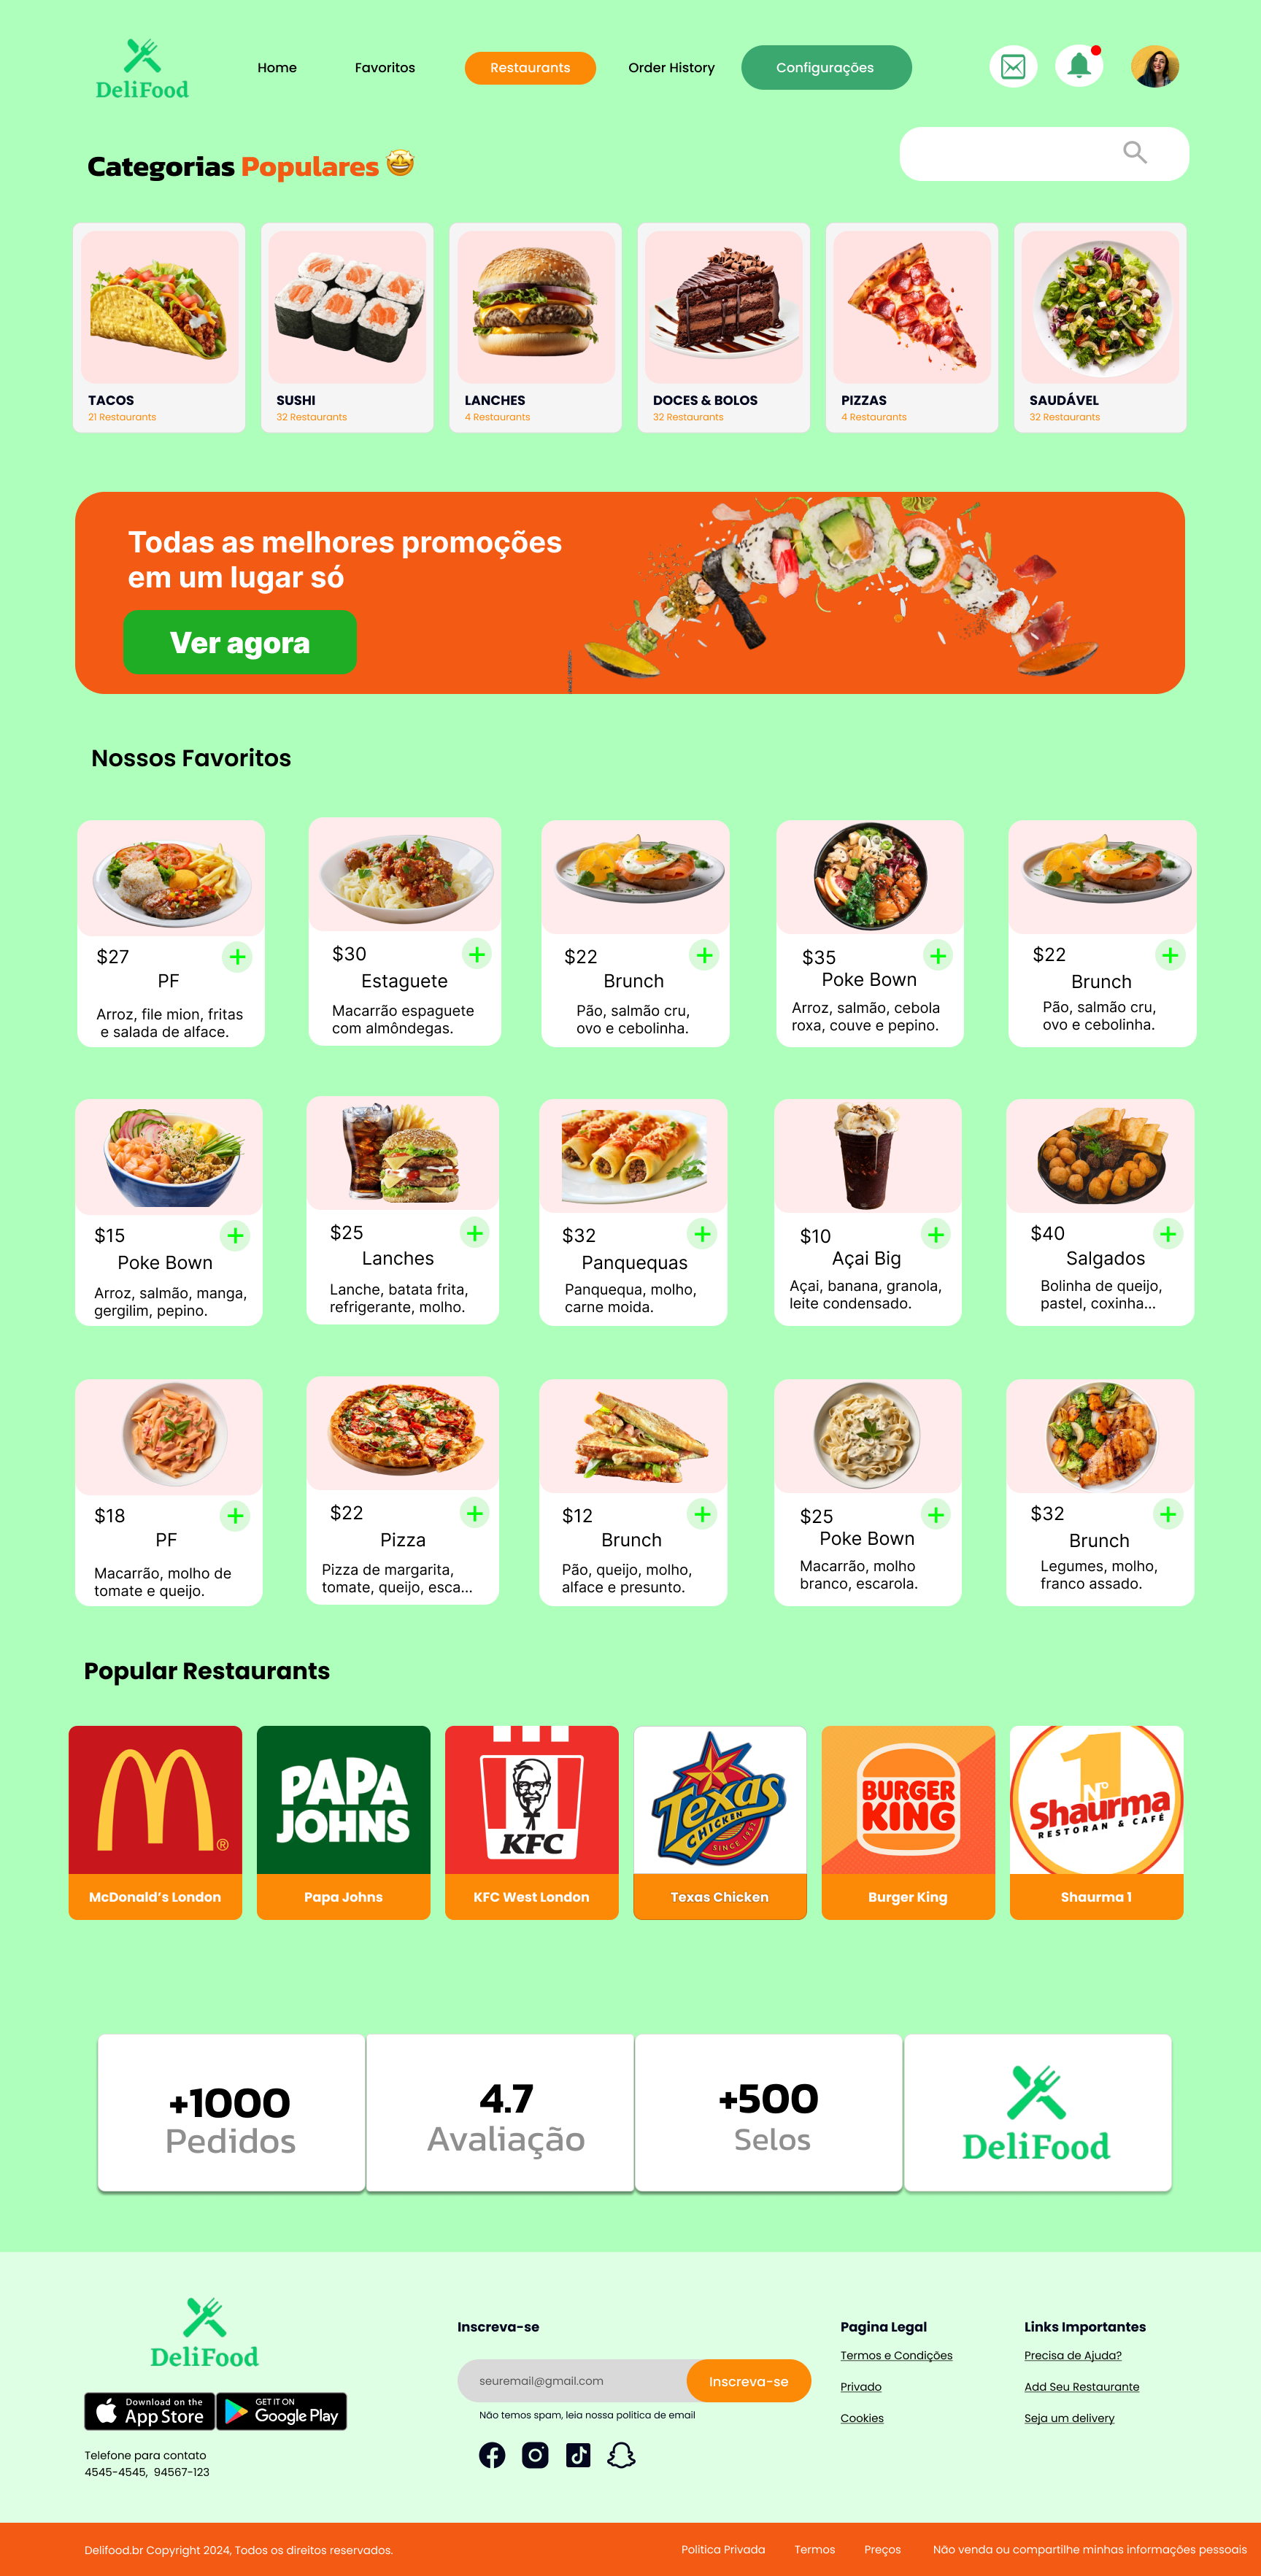 DeliFood
Home
Favoritos
Restaurants
Order History
Configurações
Categorias Populares 🤩
TACOS
21 Restaurants
SUSHI
32 Restaurants
LANCHES
4 Restaurants
DOCES & BOLOS
32 Restaurants
PIZZAS
4 Restaurants
SAUDÁVEL
32 Restaurants
Todas as melhores promoções
em um lugar só
Ver agora
Nossos Favoritos
$27
PF
Arroz, file mion, fritas
e salada de alface.
$30
Estaguete
Macarrão espaguete
com almôndegas.
$22
Brunch
Pão, salmão cru,
ovo e cebolinha.
$35
Poke Bown
Arroz, salmão, cebola
roxa, couve e pepino.
$22
Brunch
Pão, salmão cru,
ovo e cebolinha.
$15
Poke Bown
Arroz, salmão, manga,
gergilim, pepino.
$25
Lanches
Lanche, batata frita,
refrigerante, molho.
$32
Panquequas
Panquequa, molho,
carne moida.
$10
Açai Big
Açai, banana, granola,
leite condensado.
$40
Salgados
Bolinha de queijo,
pastel, coxinha...
$18
PF
Macarrão, molho de
tomate e queijo.
$22
Pizza
Pizza de margarita,
tomate, queijo, esca...
$12
Brunch
Pão, queijo, molho,
alface e presunto.
$25
Poke Bown
Macarrão, molho
branco, escarola.
$32
Brunch
Legumes, molho,
franco assado.
Popular Restaurants
®
McDonald's London
PAPA
JOHNS
Papa Johns
KFC
KFC West London
Texas
CHICKEN
SINCE 1952
Texas Chicken
BURGER
KING
Burger King
Nº1
Shaurma
RESTORAN & CAFÉ
Shaurma 1
+1000
Pedidos
4.7
Avaliação
+500
Selos
DeliFood
DeliFood
Download on the
App Store
GET IT ON
Google Play
Telefone para contato
4545-4545, 94567-123
Inscreva-se
seuremail@gmail.com
Inscreva-se
Não temos spam, leia nossa politica de email
Pagina Legal
Termos e Condições
Privado
Cookies
Links Importantes
Precisa de Ajuda?
Add Seu Restaurante
Seja um delivery
Delifood.br Copyright 2024, Todos os direitos reservados.
Politica Privada
Termos
Preços
Não venda ou compartilhe minhas informações pessoais